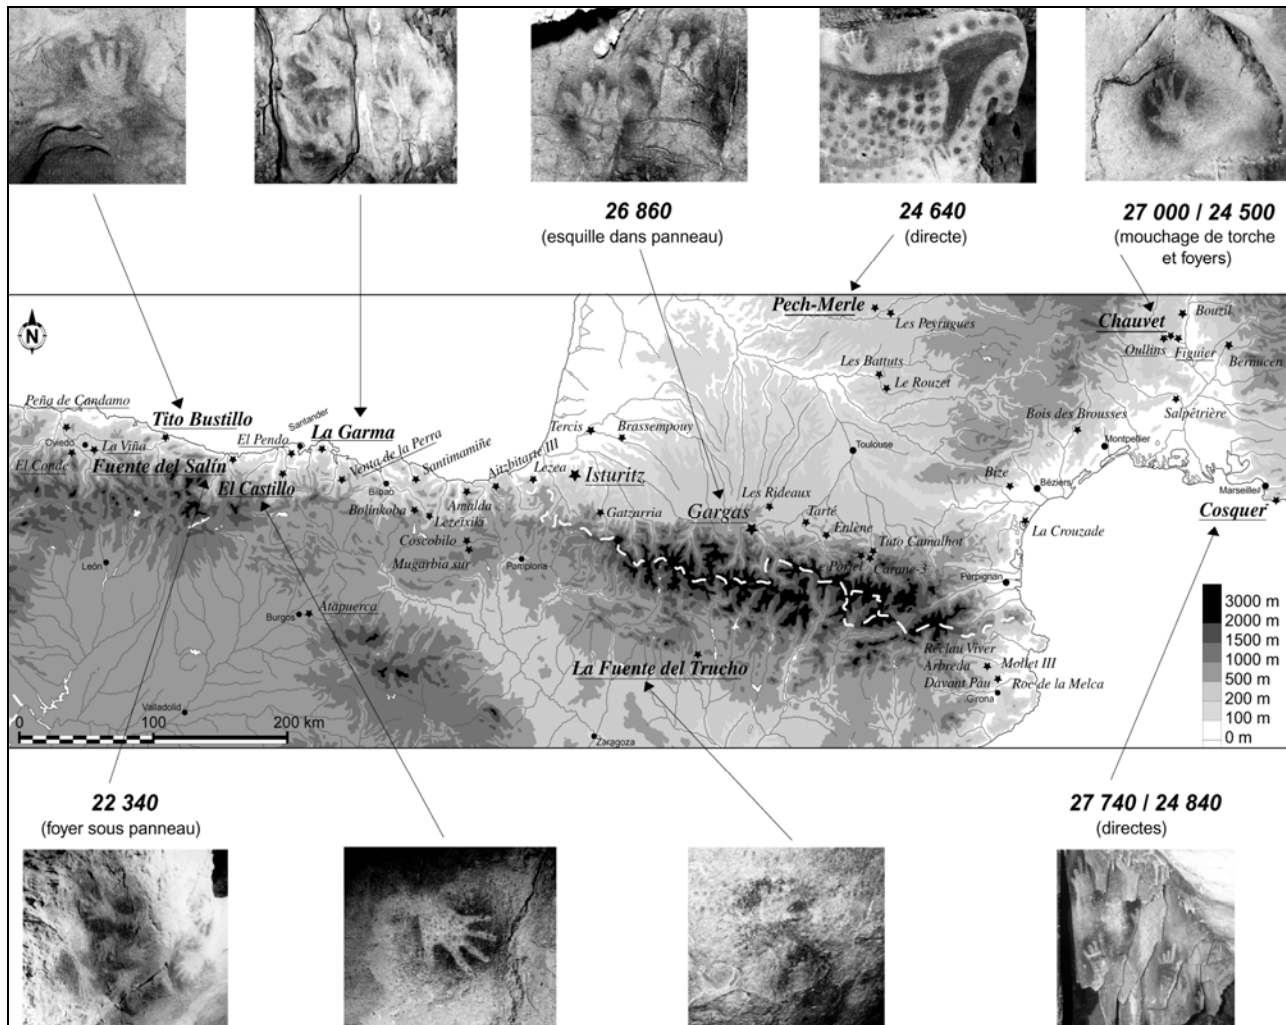 26 860
(esquille dans panneau)
24 640
(directe)
27 000 / 24 500
(mouchage de torche
et foyers)
N
Pech-Merle
Les Peyrugues
Chauvet
Bouzil
Oullins
Figuier
Bernucen
Les Battuts
Le Rouzet
Salpêtrière
Bois des Brousses
Montpellier
Peña de Candamo
Tito Bustillo
Santander
El Pendo
La Garma
Oviedo
La Viña
El Conde
Fuente del Salín
El Castillo
Venta de la Perra
Santimamiñe
Aitzbitarte III
Lezea
Isturitz
Tercis
Brassempouy
Toulouse
Bize
Béziers
Marseille
Cosquer
Bilbao
Bolinkoba
Lezetxiki
Amalda
Gatzarria
Gargas
Les Rideaux
Tarté
Enlène
Tuto Camalhot
La Crouzade
Coscobilo
Mugarbia sur
Pamplona
Portel
Carane-3
Perpignan
León
Burgos
Atapuerca
La Fuente del Trucho
Réclau Viver
Arbreda
Mollet III
Davant Pau
Roc de la Melca
Girona
Valladolid
Zaragoza
0 100 200 km
3000 m
2000 m
1500 m
1000 m
500 m
200 m
100 m
0 m
22 340
(foyer sous panneau)
27 740 / 24 840
(directes)